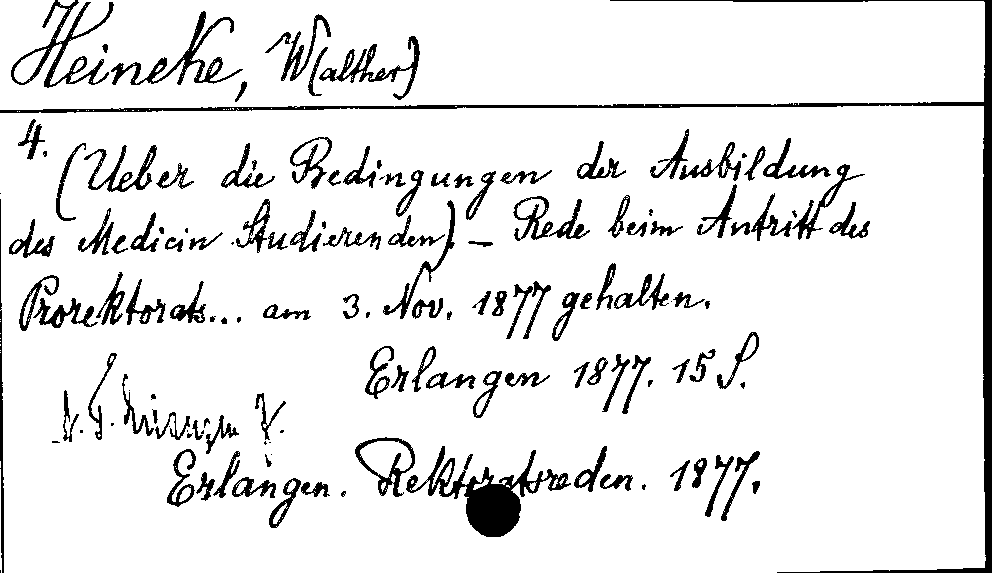 Heineke, W(alther)
4.
(Ueber die Bedingungen der Ausbildung
des Medicin Studierenden). — Rede beim Antritt des
Prorektorats... am 3. Nov. 1877 gehalten.
Erlangen 1877. 15 S.
Erlangen. Rektoratsreden. 1877.